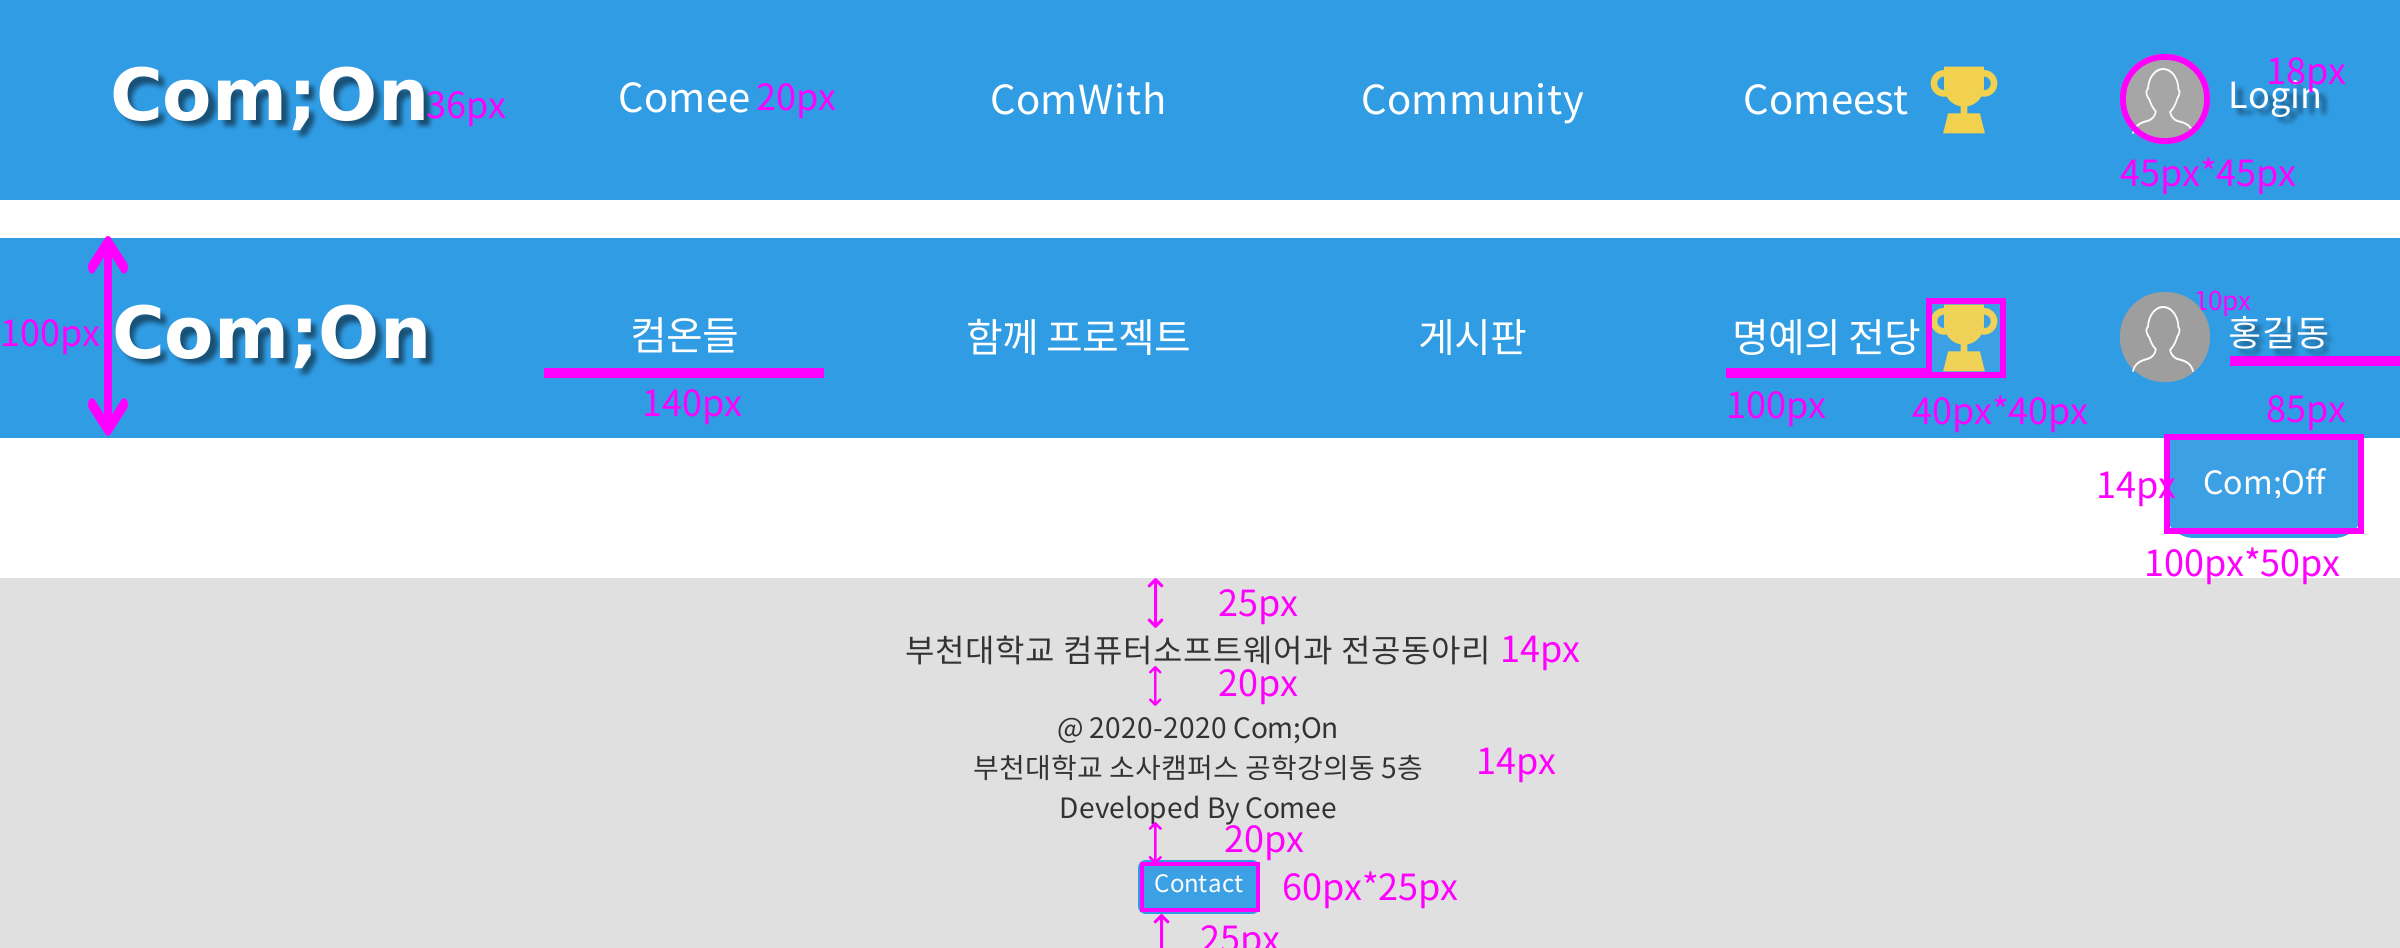 Com;On 36px Comee 20px ComWith Community Comeest 18px Login
45px*45px
100px Com;On 컴온들 함께 프로젝트 게시판 명예의 전당 10px 홍길동
140px 100px 40px*40px 85px
14px Com;Off
100px*50px
25px
부천대학교 컴퓨터소프트웨어과 전공동아리 14px
20px
@ 2020-2020 Com;On
부천대학교 소사캠퍼스 공학강의동 5층 14px
Developed By Comee
20px
Contact 60px*25px
25px